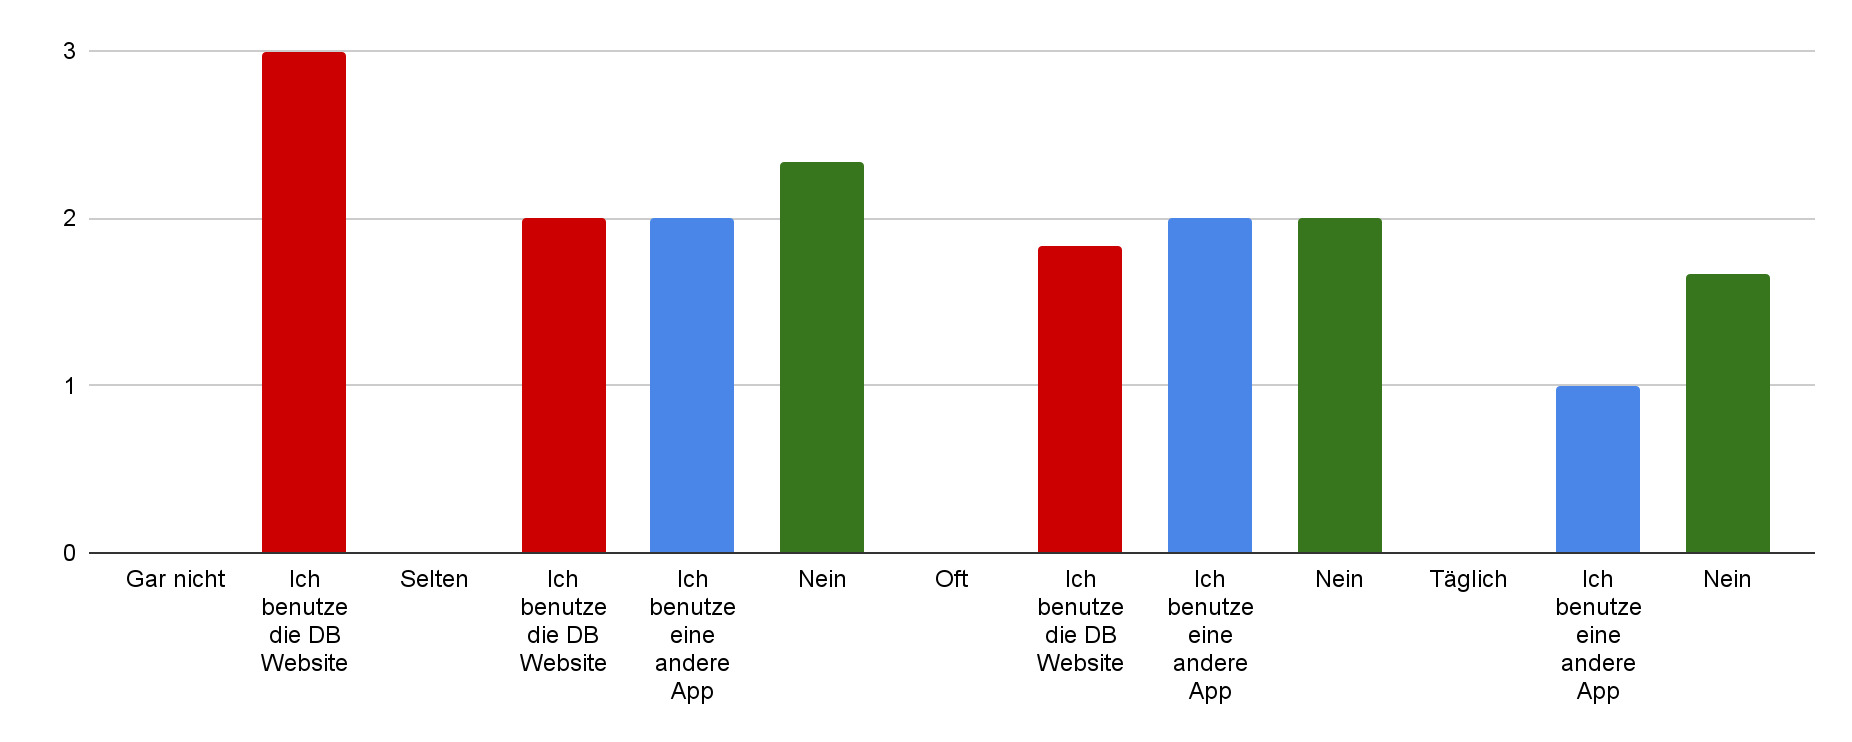 3
2
1
0
Gar nicht
Ich
benutze
die DB
Website
Selten
Ich
benutze
die DB
Website
Ich
benutze
eine
andere
App
Nein
Oft
Ich
benutze
die DB
Website
Ich
benutze
eine
andere
App
Nein
Täglich
Ich
benutze
eine
andere
App
Nein